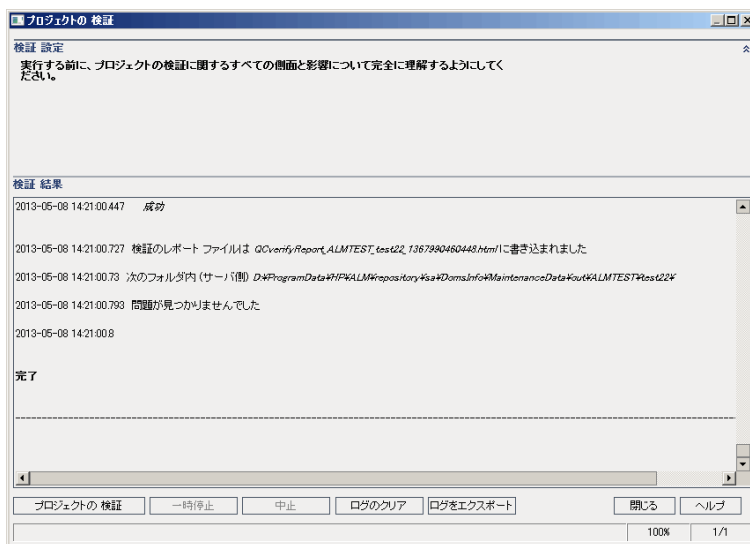 プロジェクトの 検証
検証 設定
実行する前に、プロジェクトの検証に関するすべての側面と影響について完全に理解するようにしてく
ださい。
検証 結果
2013-05-08 14:21:00.447 成功
2013-05-08 14:21:00.727 検証のレポート ファイルは QCverifyReport_ALMTEST_test22_1367990460448.htmlに書き込まれました
2013-05-08 14:21:00.73 次のフォルダ内 (サーバ側) D:¥ProgramData¥HP¥ALM¥repository¥sa¥DomsInfo¥MaintenanceData¥out¥ALMTEST¥test22¥
2013-05-08 14:21:00.793 問題が見つかりませんでした
2013-05-08 14:21:00.8
完了
プロジェクトの 検証 一時停止 中止 ログのクリア ログをエクスポート 閉じる ヘルプ
100% 1/1